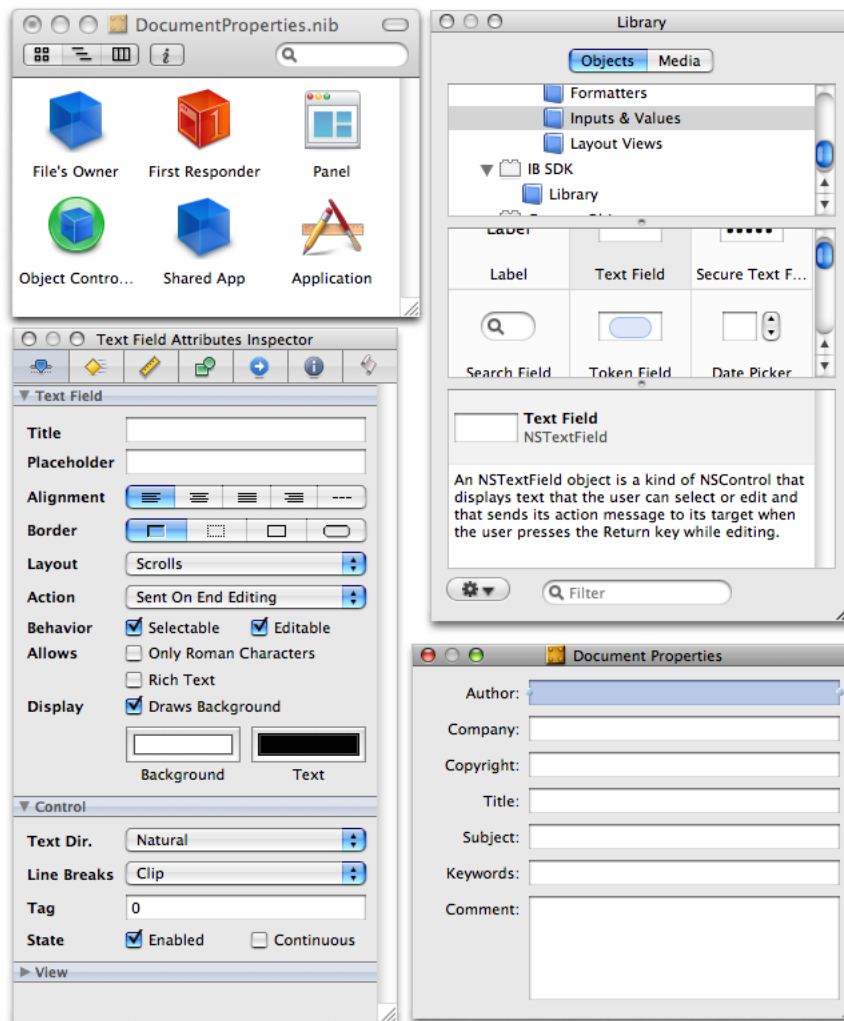 DocumentProperties.nib
File's Owner
First Responder
Panel
Object Contro...
Shared App
Application
Library
Objects
Media
Formatters
Inputs & Values
Layout Views
IB SDK
Library
Label
Label
Text Field
Secure Text F...
Search Field
Token Field
Date Picker
Text Field
NSTextField
An NSTextField object is a kind of NSControl that
displays text that the user can select or edit and
that sends its action message to its target when
the user presses the Return key while editing.
Filter
Text Field Attributes Inspector
Text Field
Title
Placeholder
Alignment
Border
Layout Scrolls
Action Sent On End Editing
Behavior Selectable Editable
Allows Only Roman Characters
Rich Text
Display Draws Background
Background Text
Control
Text Dir. Natural
Line Breaks Clip
Tag 0
State Enabled Continuous
View
Document Properties
Author:
Company:
Copyright:
Title:
Subject:
Keywords:
Comment: